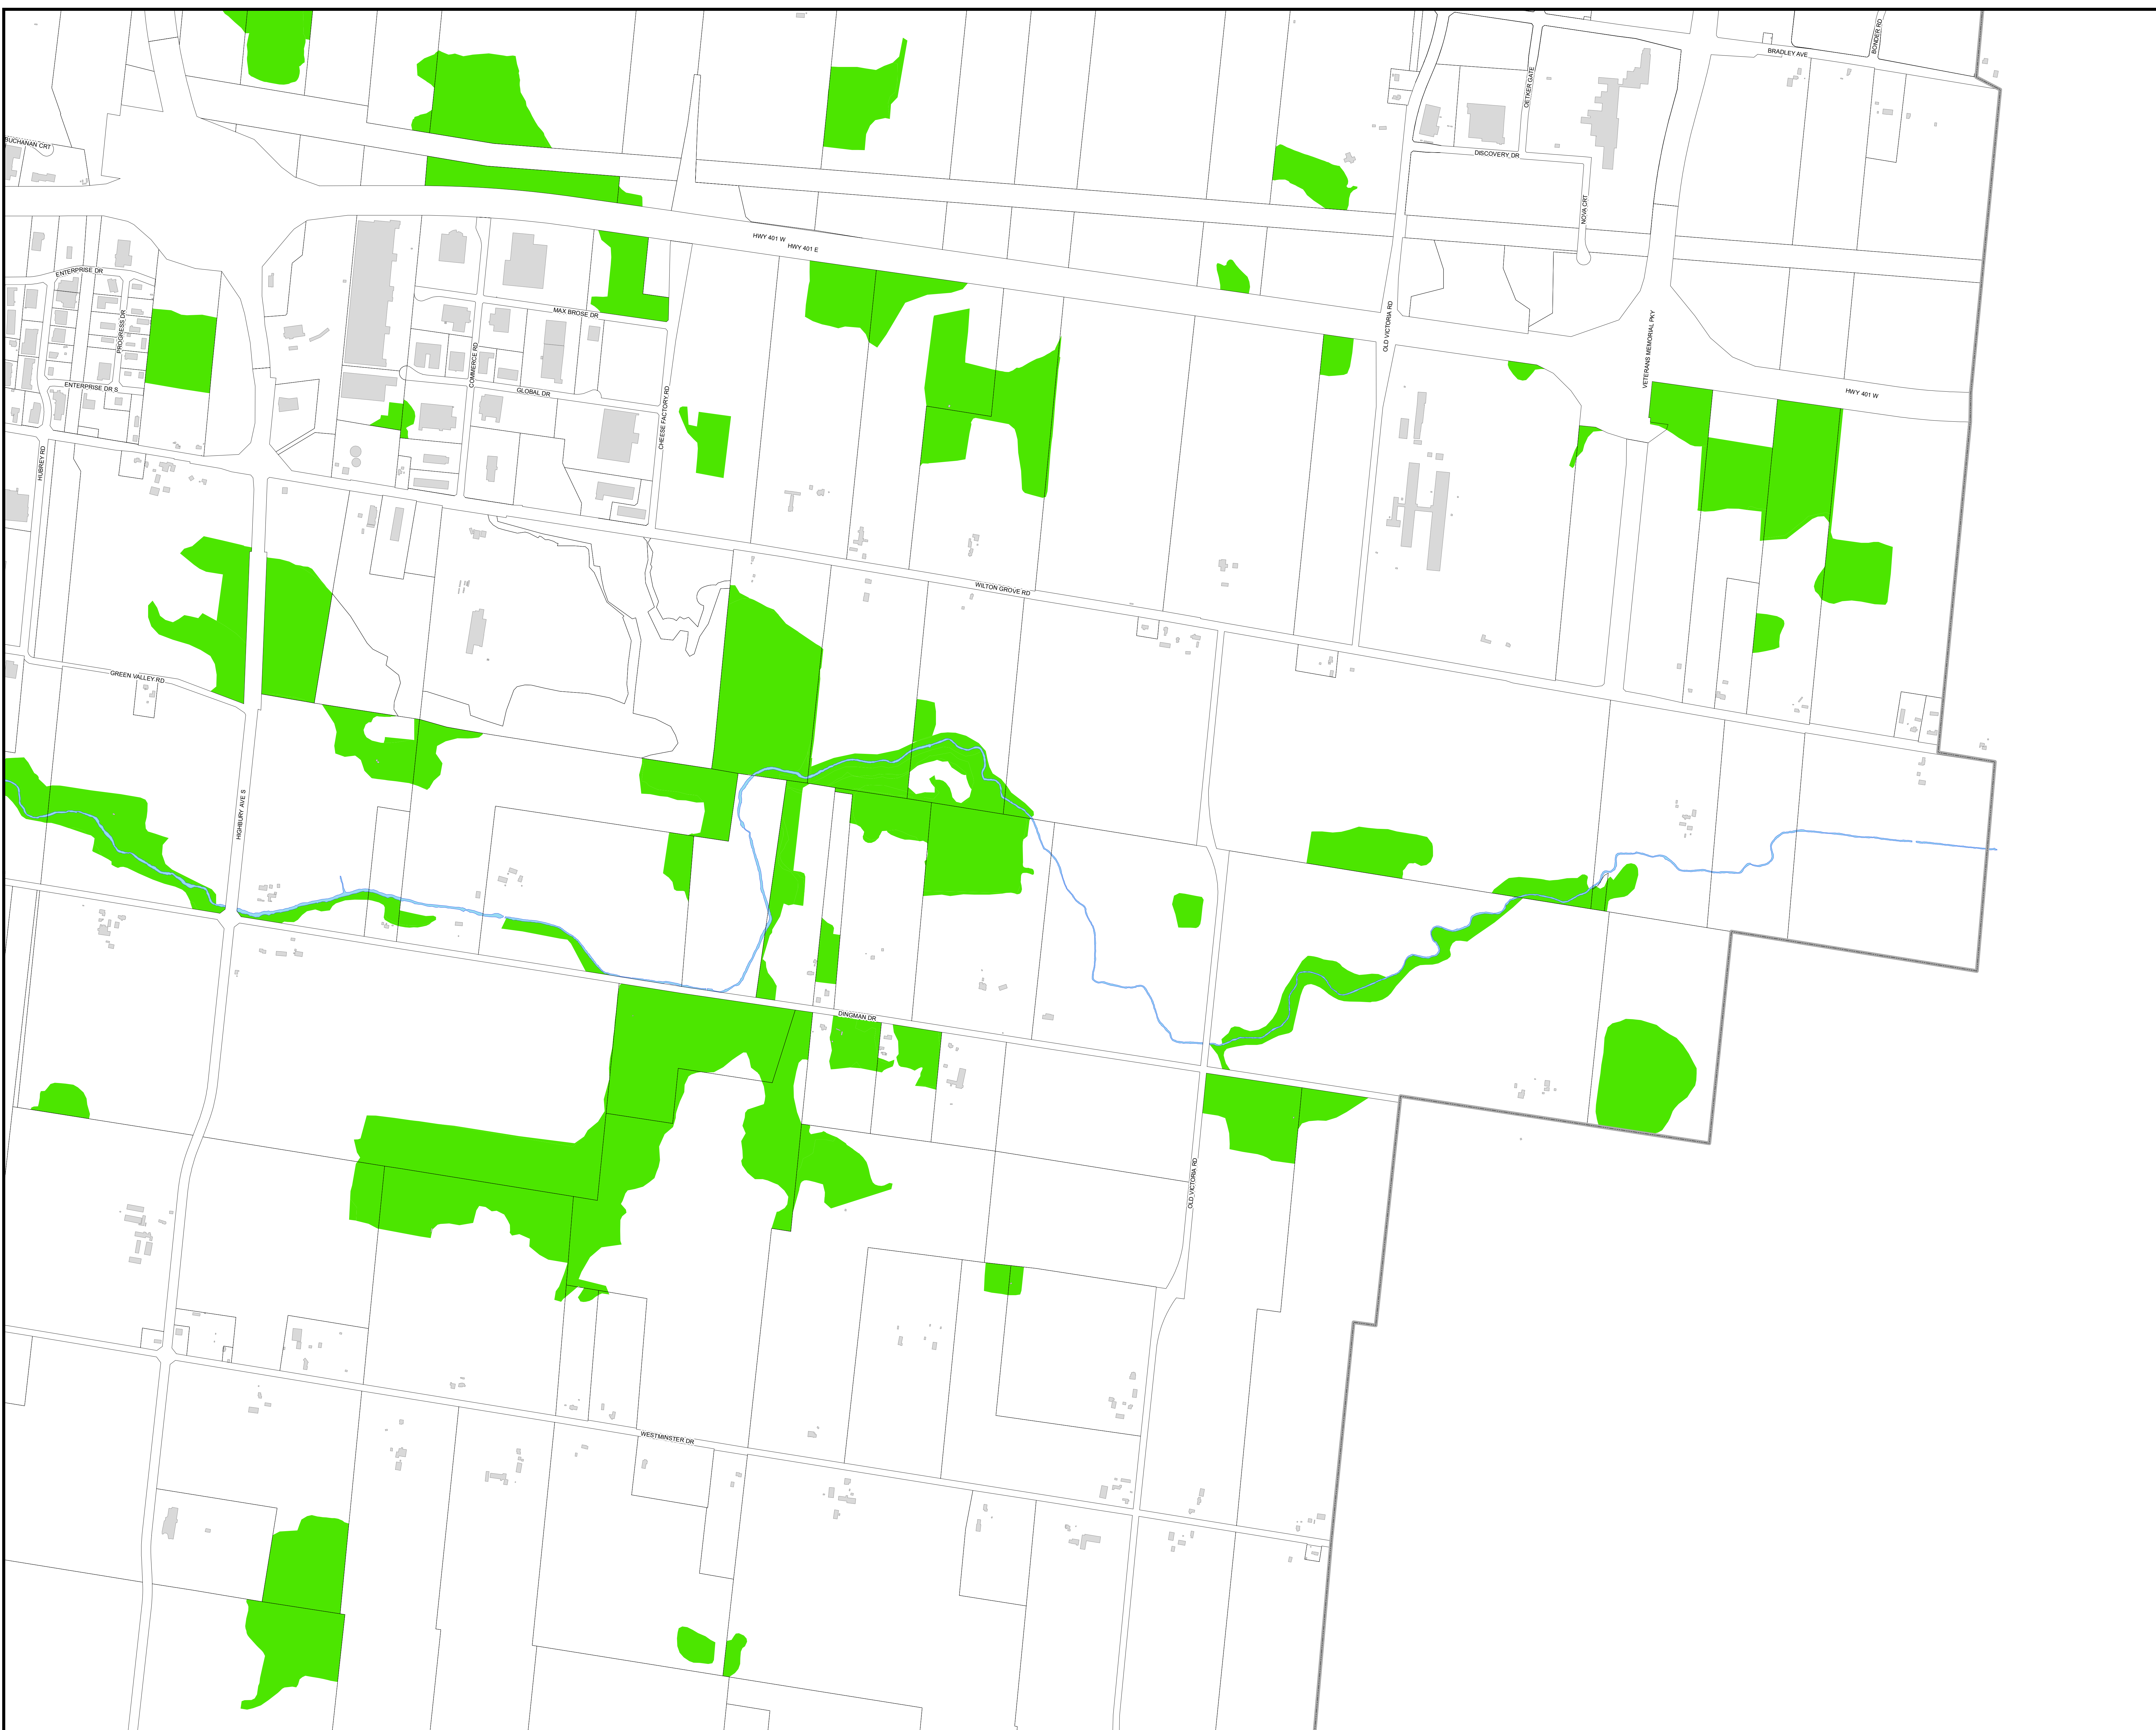 BONDER RD
BRADLEY AVE
OETKER GATE
BUCHANAN CRT
DISCOVERY DR
NOVA CRT
HWY 401 W
HWY 401 E
ENTERPRISE DR
MAX BROSE DR
PROGRESS DR
OLD VICTORIA RD
VETERANS MEMORIAL PKY
COMMERCE RD
ENTERPRISE DR S
GLOBAL DR
HWY 401 W
CHEESE FACTORY RD
HUBREY RD
WILTON GROVE RD
GREEN VALLEY RD
HIGHBURY AVE S
DINGMAN DR
OLD VICTORIA RD
WESTMINSTER DR